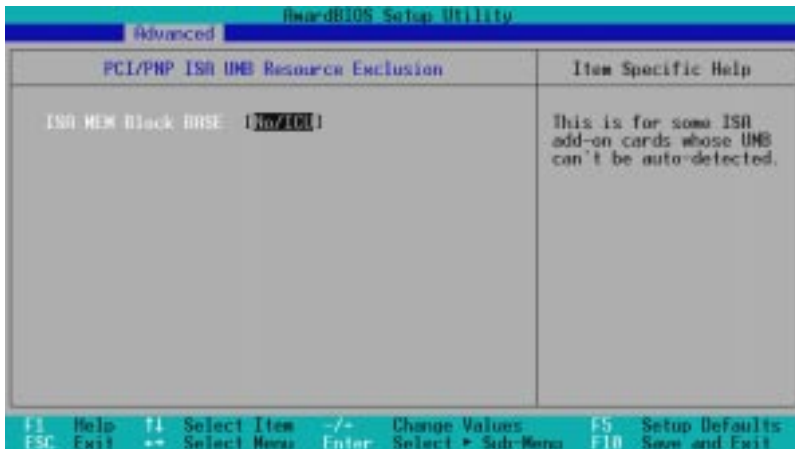 AwardBIOS Setup Utility
Advanced
PCI/PNP ISA UMB Resource Exclusion
Item Specific Help
ISA MEM Block BASE [No/ICU]
This is for some ISA
add-on cards whose UMB
can't be auto-detected.
F1 Help ↑↓ Select Item -/+ Change Values F5 Setup Defaults
ESC Exit ←→ Select Menu Enter Select ► Sub-Menu F10 Save and Exit